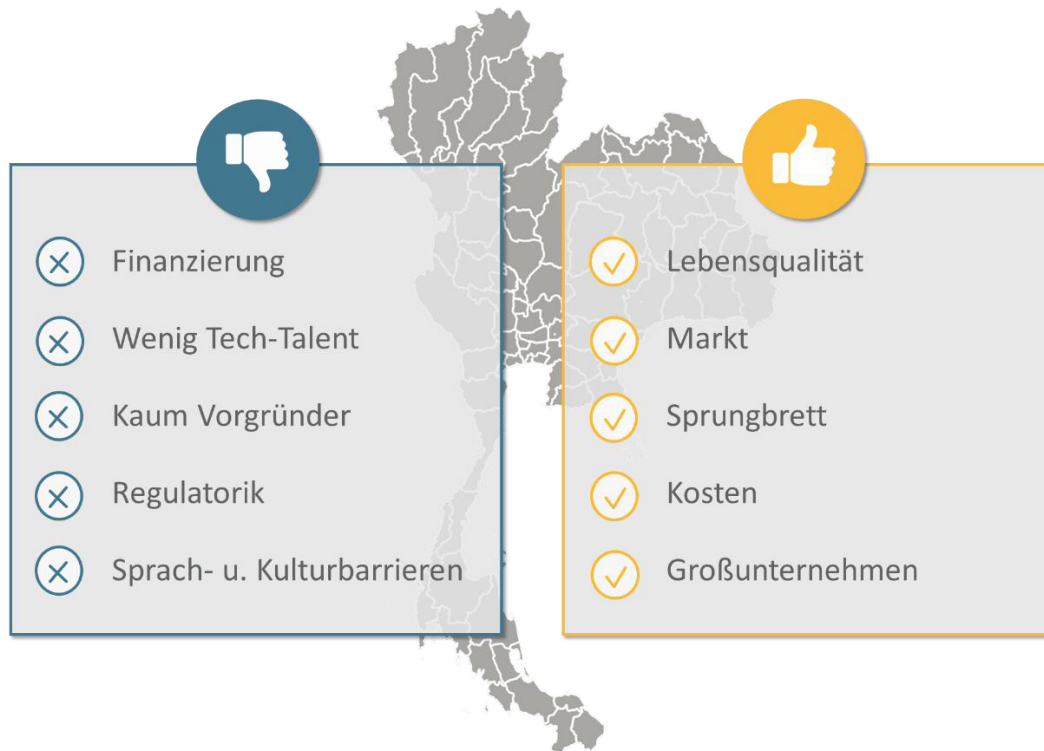 Finanzierung
Wenig Tech-Talent
Kaum Vorgründer
Regulatorik
Sprach- u. Kulturbarrieren
Lebensqualität
Markt
Sprungbrett
Kosten
Großunternehmen